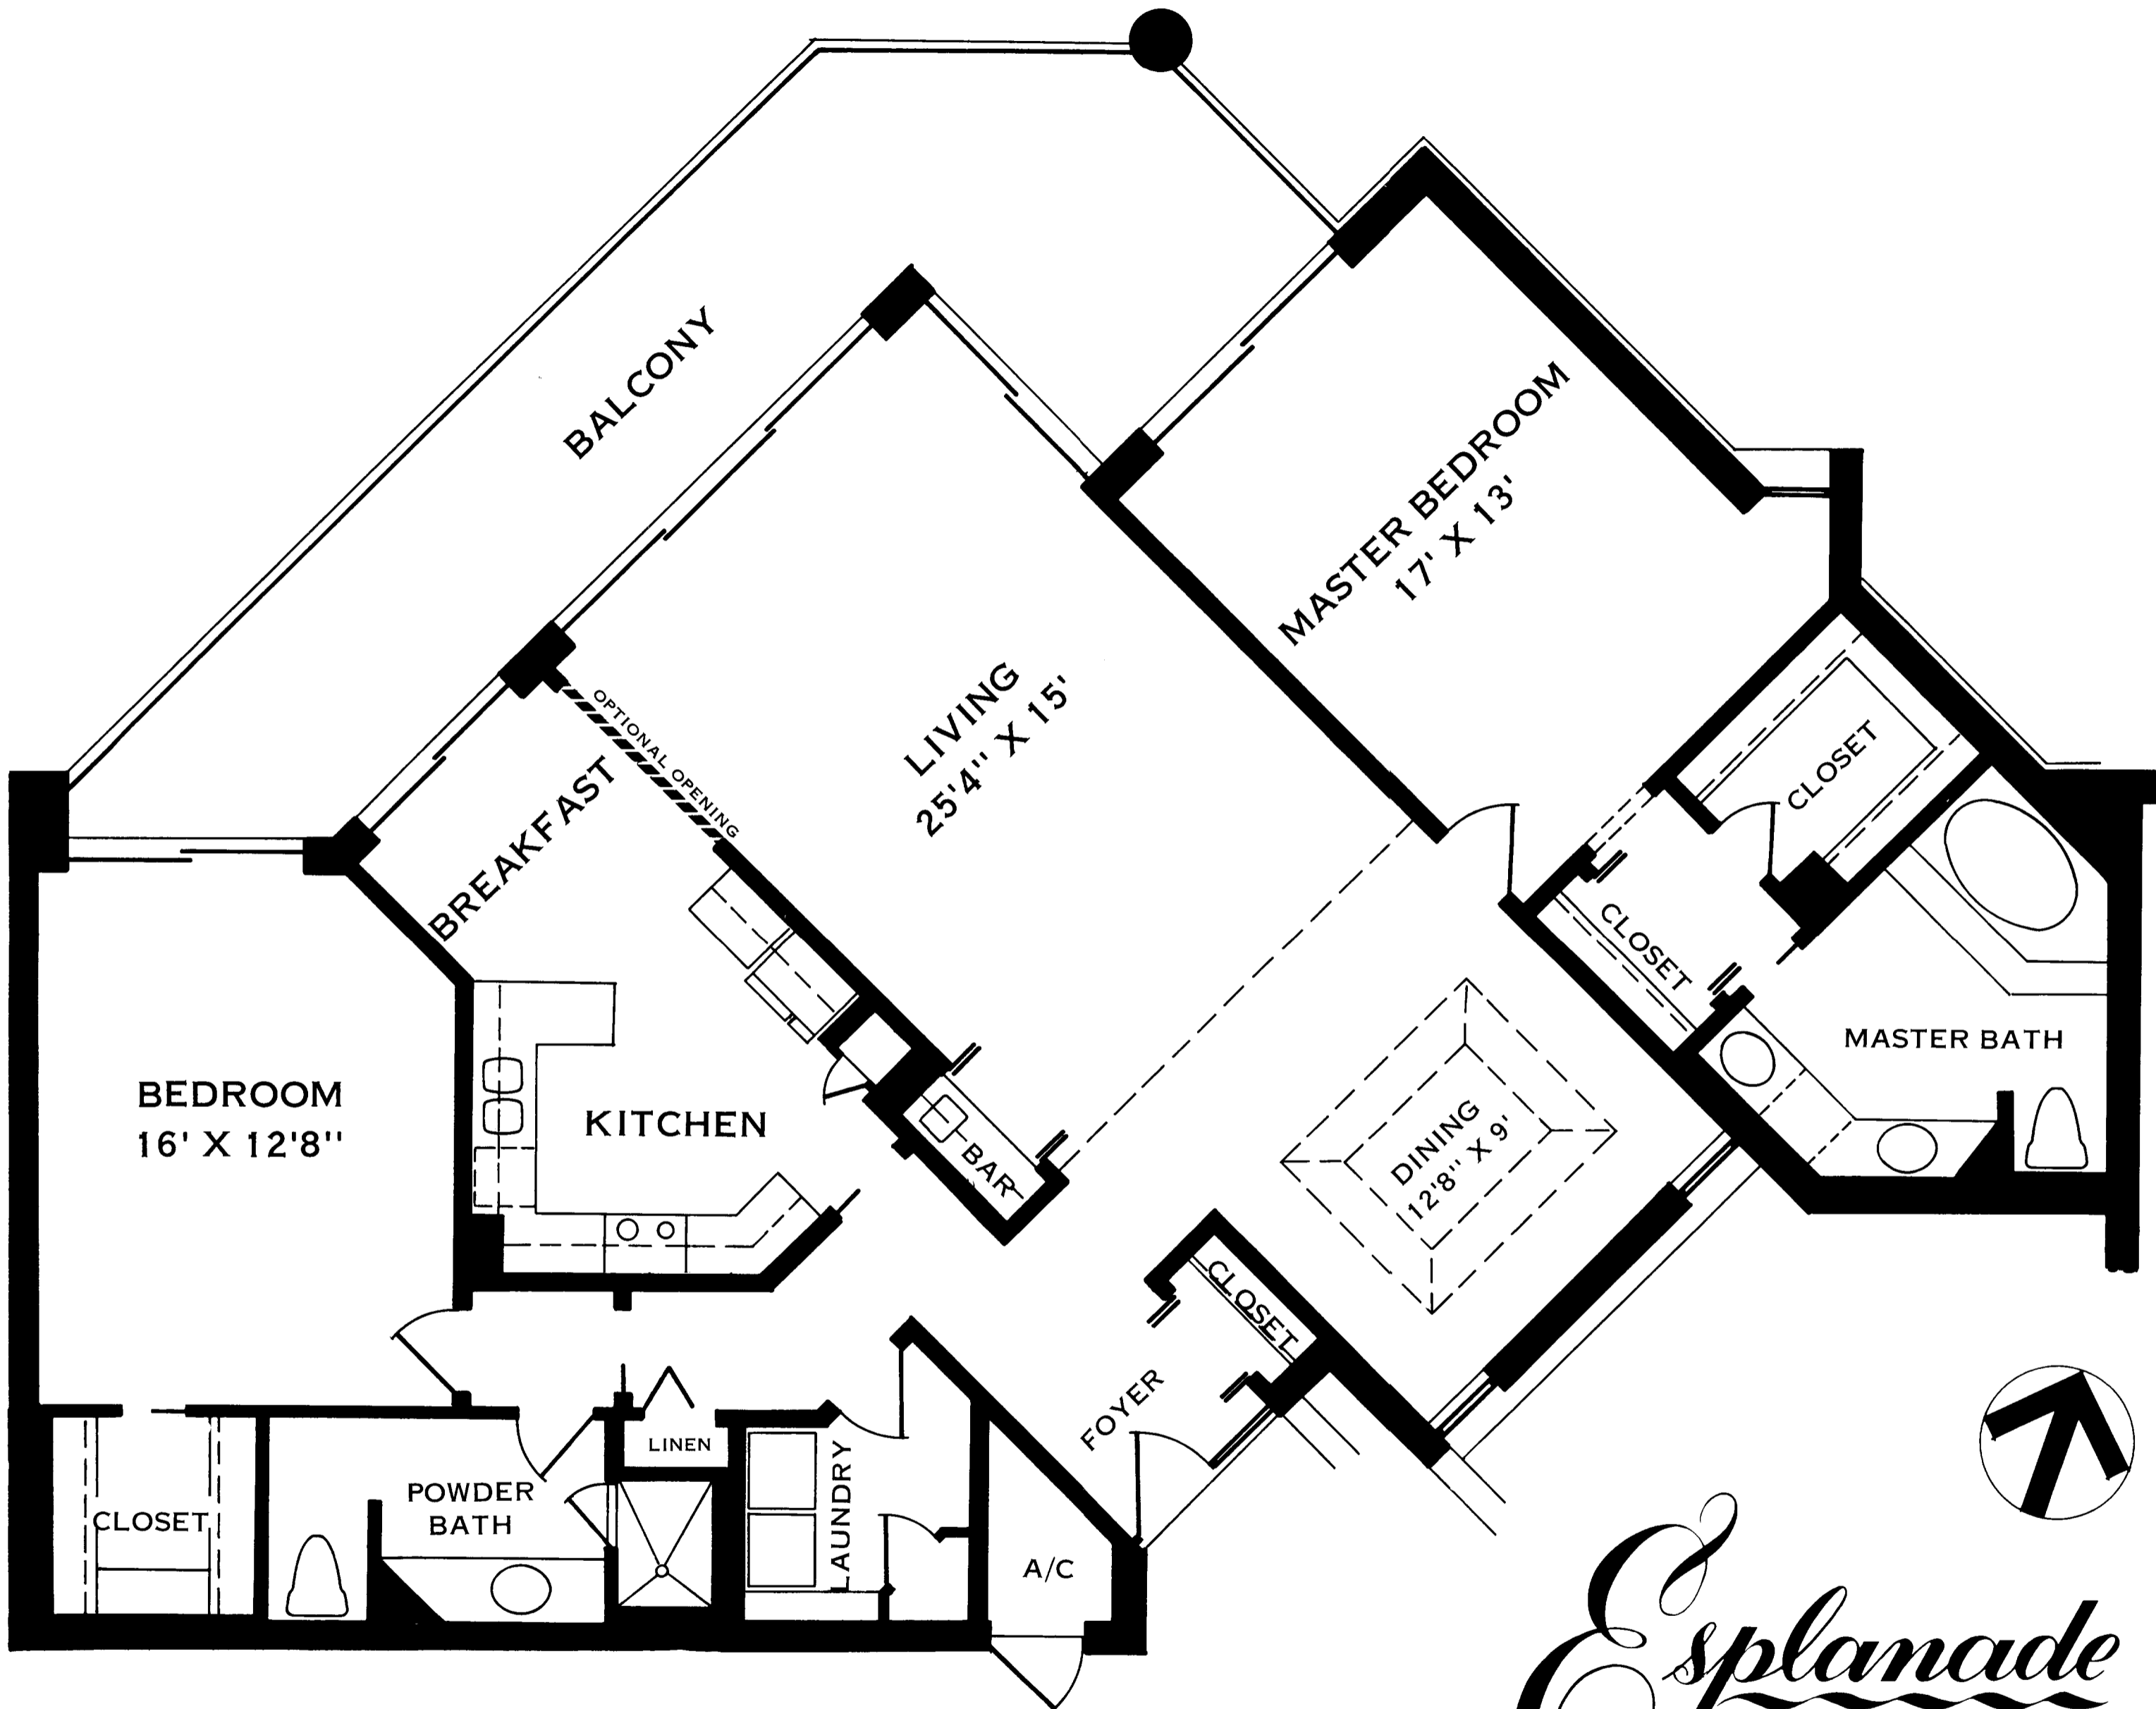 BALCONY
MASTER BEDROOM
17' X 13'
OPTIONAL OPENING
LIVING
25'4" X 15'
BREAKFAST
CLOSET
CLOSET
MASTER BATH
BEDROOM
16' X 12'8"
KITCHEN
BAR
DINING
12'8" X 9'
CLOSET
FOYER
LINEN
LAUNDRY
POWDER
BATH
CLOSET
A/C
Esplanade